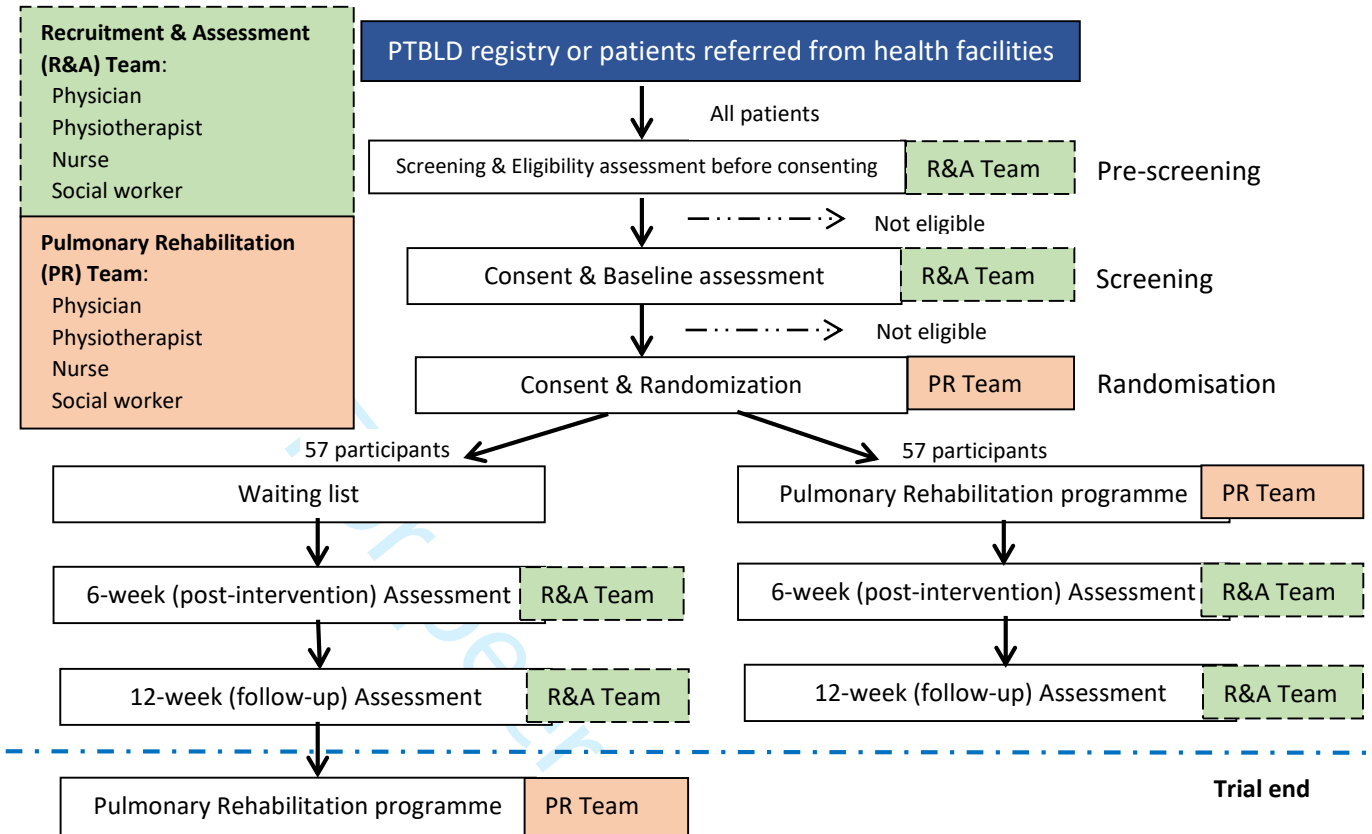 Recruitment & Assessment
(R&A) Team:
Physician
Physiotherapist
Nurse
Social worker
Pulmonary Rehabilitation
(PR) Team:
Physician
Physiotherapist
Nurse
Social worker
PTBLD registry or patients referred from health facilities
All patients
Screening & Eligibility assessment before consenting
R&A Team
Pre-screening
Not eligible
Consent & Baseline assessment
R&A Team
Screening
Not eligible
Consent & Randomization
PR Team
Randomisation
57 participants
57 participants
Waiting list
Pulmonary Rehabilitation programme
PR Team
6-week (post-intervention) Assessment
R&A Team
6-week (post-intervention) Assessment
R&A Team
12-week (follow-up) Assessment
R&A Team
12-week (follow-up) Assessment
R&A Team
Trial end
Pulmonary Rehabilitation programme
PR Team